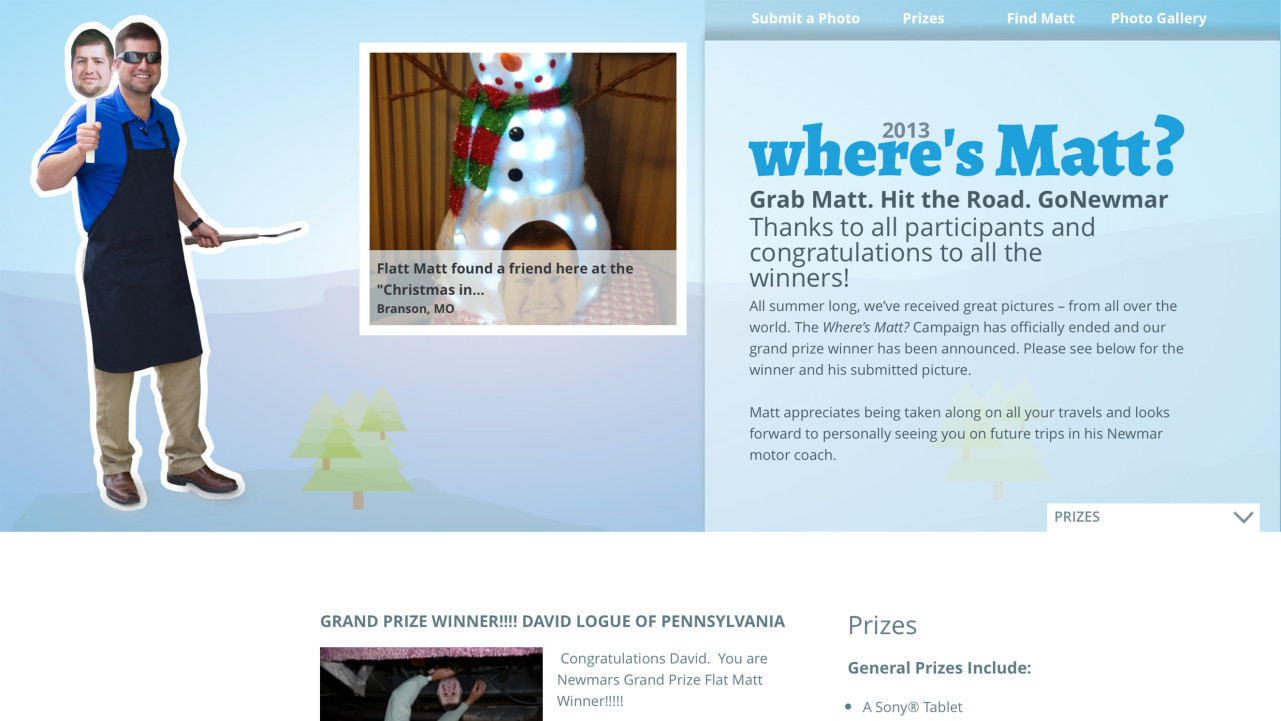 Submit a Photo
Prizes
Find Matt
Photo Gallery
2013
where's Matt?
Grab Matt. Hit the Road. GoNewmar
Thanks to all participants and
congratulations to all the
winners!
All summer long, we’ve received great pictures – from all over the
world. The Where’s Matt? Campaign has officially ended and our
grand prize winner has been announced. Please see below for the
winner and his submitted picture.
Matt appreciates being taken along on all your travels and looks
forward to personally seeing you on future trips in his Newmar
motor coach.
Flatt Matt found a friend here at the
"Christmas in...
Branson, MO
PRIZES
GRAND PRIZE WINNER!!!! DAVID LOGUE OF PENNSYLVANIA
Congratulations David.  You are
Newmars Grand Prize Flat Matt
Winner!!!!!
Prizes
General Prizes Include:
A Sony® Tablet